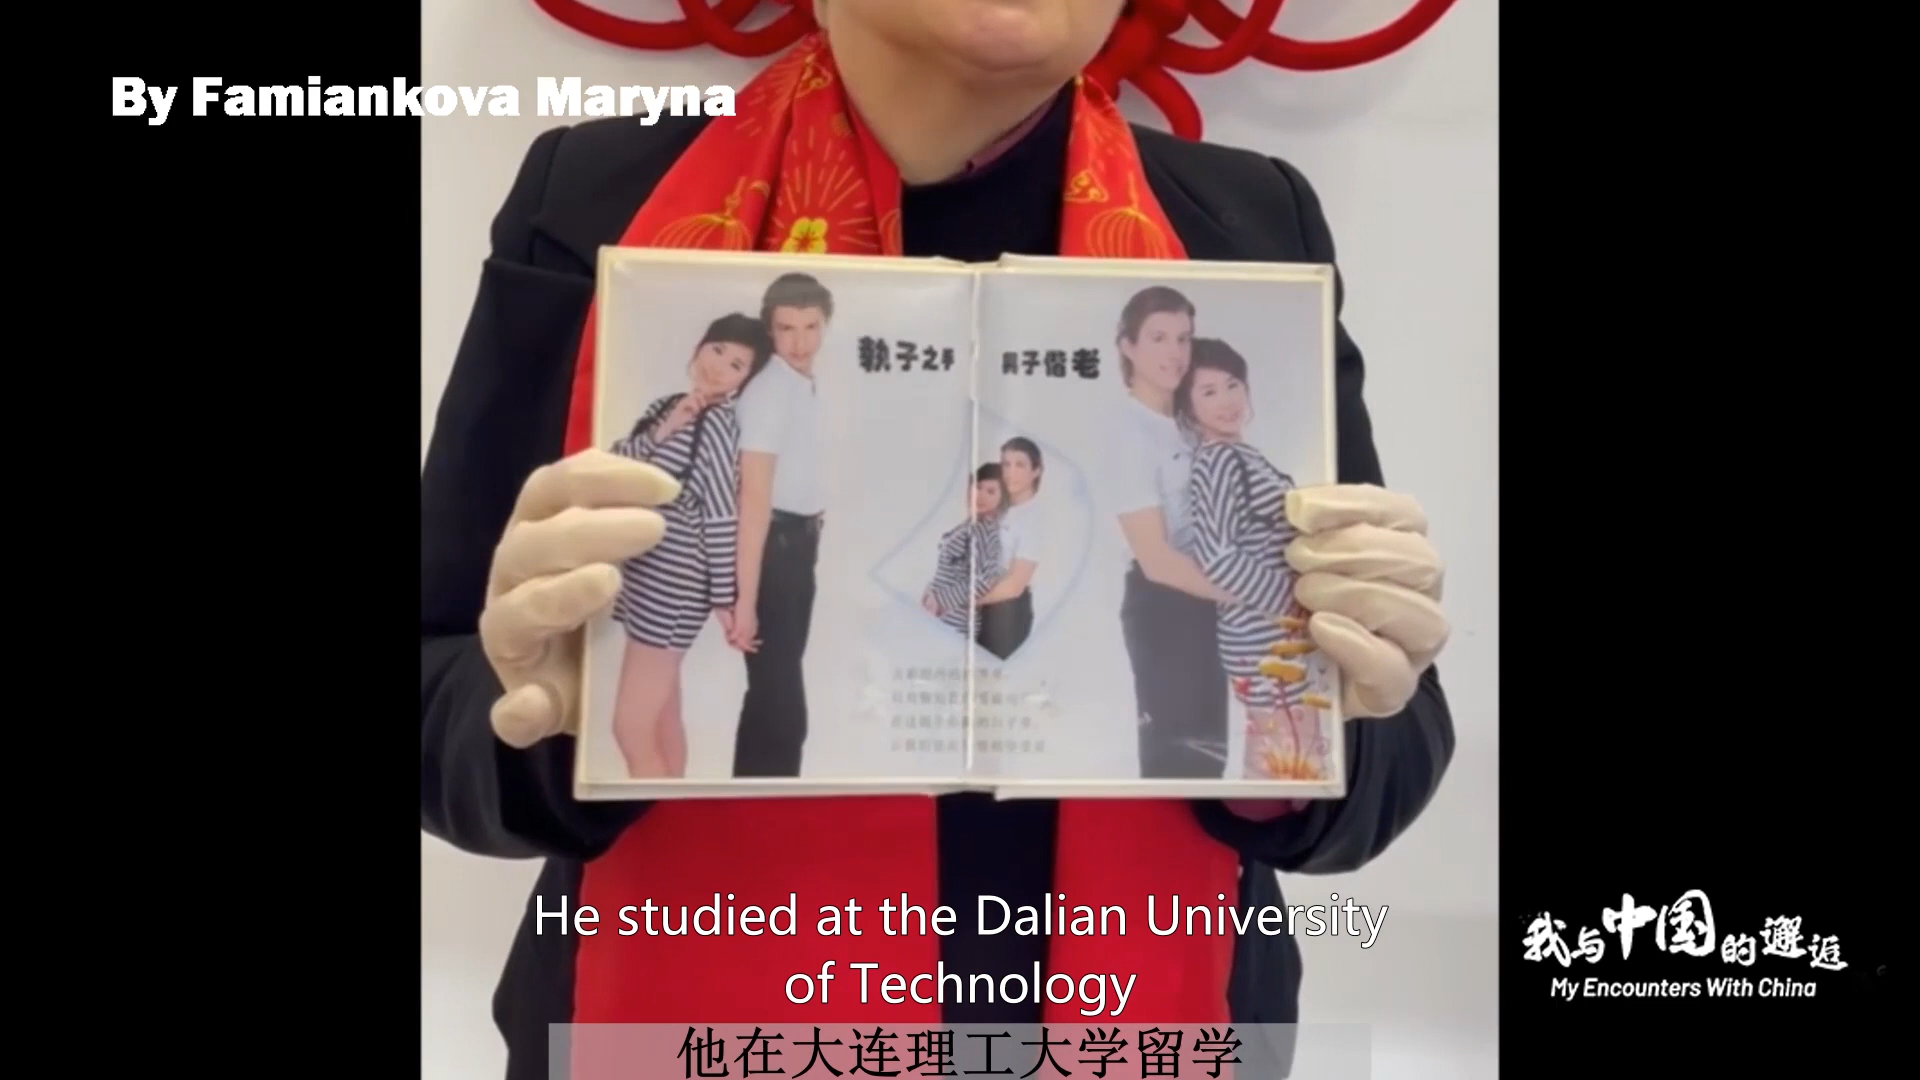 By Famiankova Maryna
執子之手
與子偕老
He studied at the Dalian University
of Technology
他在大连理工大学留学
我与中国的邂逅
My Encounters With China